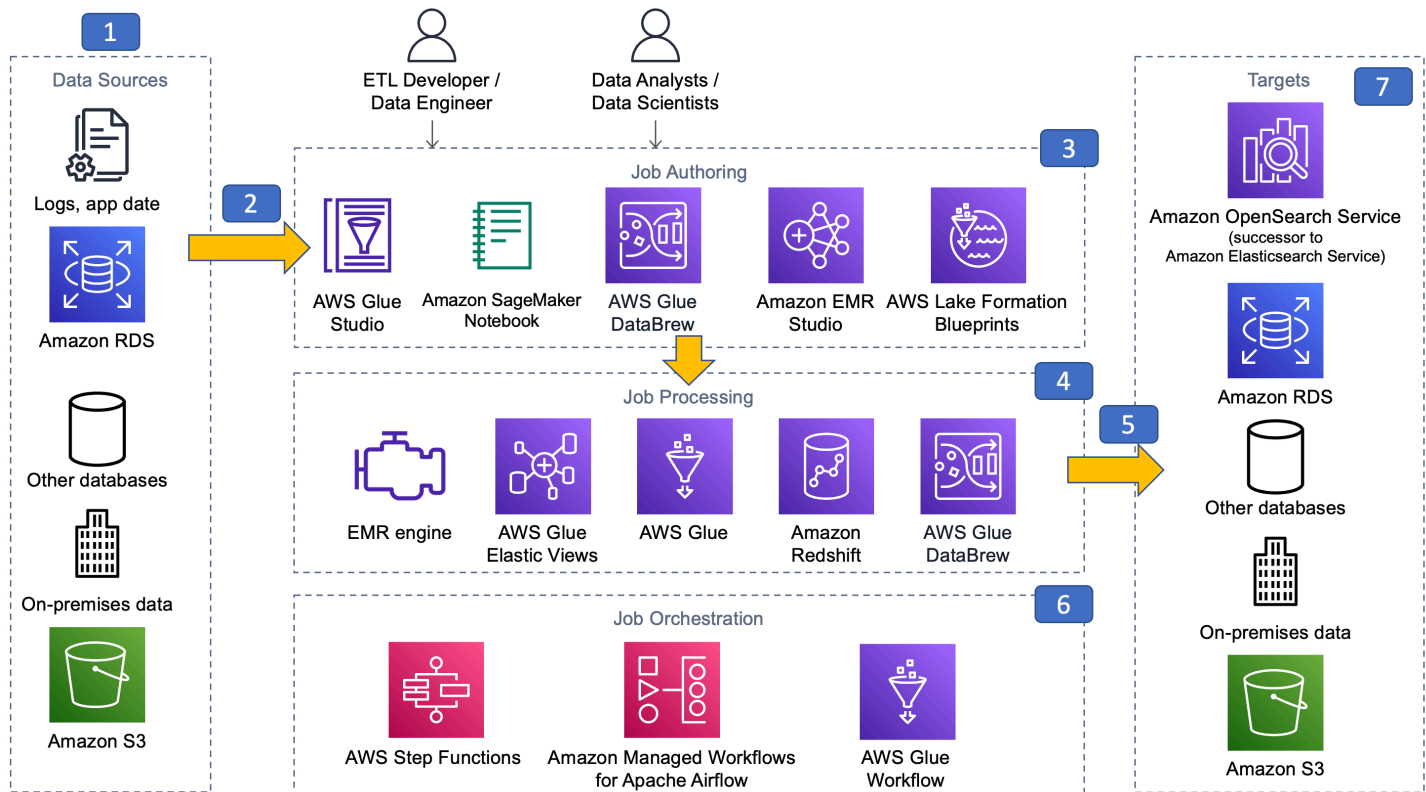 1
Data Sources
Logs, app date
Amazon RDS
Other databases
On-premises data
Amazon S3
2
ETL Developer /
Data Engineer
Data Analysts /
Data Scientists
3
Job Authoring
AWS Glue
Studio
Amazon SageMaker
Notebook
AWS Glue
DataBrew
Amazon EMR
Studio
AWS Lake Formation
Blueprints
4
Job Processing
EMR engine
AWS Glue
Elastic Views
AWS Glue
Amazon
Redshift
AWS Glue
DataBrew
5
6
Job Orchestration
AWS Step Functions
Amazon Managed Workflows
for Apache Airflow
AWS Glue
Workflow
7
Targets
Amazon OpenSearch Service
(successor to
Amazon Elasticsearch Service)
Amazon RDS
Other databases
On-premises data
Amazon S3